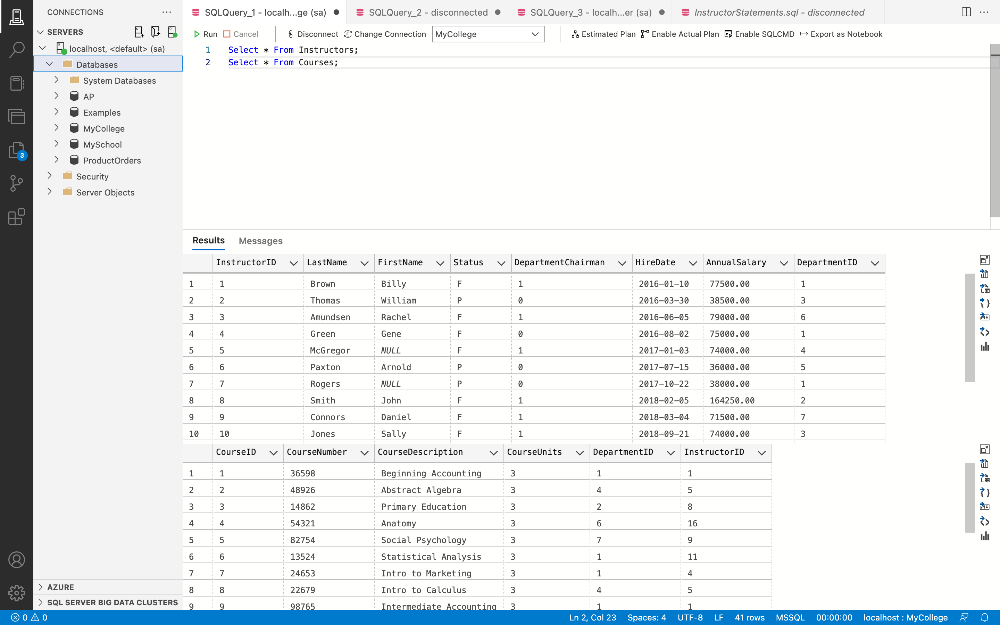 CONNECTIONS
SERVERS
localhost, <default> (sa)
Databases
System Databases
AP
Examples
MyCollege
MySchool
ProductOrders
Security
Server Objects
AZURE
SQL SERVER BIG DATA CLUSTERS
3
SQLQuery_1 - localh...ge (sa) SQLQuery_2 - disconnected SQLQuery_3 - localh...er (sa) InstructorStatements.sql - disconnected
Run Cancel Disconnect Change Connection MyCollege Estimated Plan Enable Actual Plan Enable SQLCMD Export as Notebook
1 Select * From Instructors;
2 Select * From Courses;
Results Messages
InstructorID LastName FirstName Status DepartmentChairman HireDate AnnualSalary DepartmentID
1 1 Brown Billy F 1 2016-01-10 77500.00 1
2 2 Thomas William P 0 2016-03-30 38500.00 3
3 3 Amundsen Rachel F 1 2016-06-05 79000.00 6
4 4 Green Gene F 0 2016-08-02 75000.00 1
5 5 McGregor NULL F 1 2017-01-03 74000.00 4
6 6 Paxton Arnold P 0 2017-07-15 36000.00 5
7 7 Rogers NULL P 0 2017-10-22 38000.00 1
8 8 Smith John F 1 2018-02-05 164250.00 2
9 9 Connors Daniel F 1 2018-03-04 71500.00 7
10 10 Jones Sally F 1 2018-09-21 74000.00 3
CourseID CourseNumber CourseDescription CourseUnits DepartmentID InstructorID
1 1 36598 Beginning Accounting 3 1 1
2 2 48926 Abstract Algebra 3 4 5
3 3 14862 Primary Education 3 2 8
4 4 54321 Anatomy 3 6 16
5 5 82754 Social Psychology 3 7 9
6 6 13524 Statistical Analysis 3 1 11
7 7 24653 Intro to Marketing 3 1 4
8 8 22679 Intro to Calculus 3 4 5
9 9 98765 Intermediate Accounting 3 1 1
0 0 Ln 2, Col 23 Spaces: 4 UTF-8 LF 41 rows MSSQL 00:00:00 localhost : MyCollege